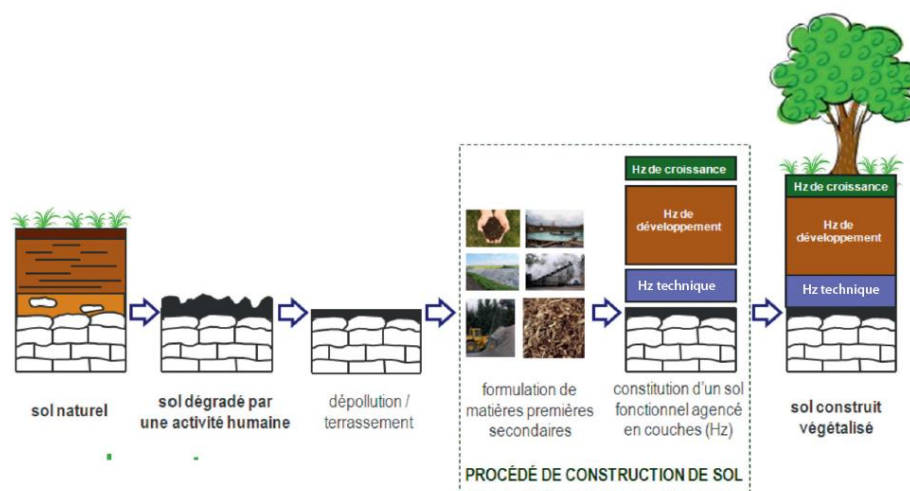 Hz de croissance
Hz de
développement
Hz technique
Hz de croissance
Hz de
développement
Hz technique
sol naturel
sol dégradé par
une activité humaine
dépollution /
terrassement
formulation de
matières premières
secondaires
constitution d'un sol
fonctionnel agencé
en couches (Hz)
sol construit
végétalisé
PROCÉDÉ DE CONSTRUCTION DE SOL